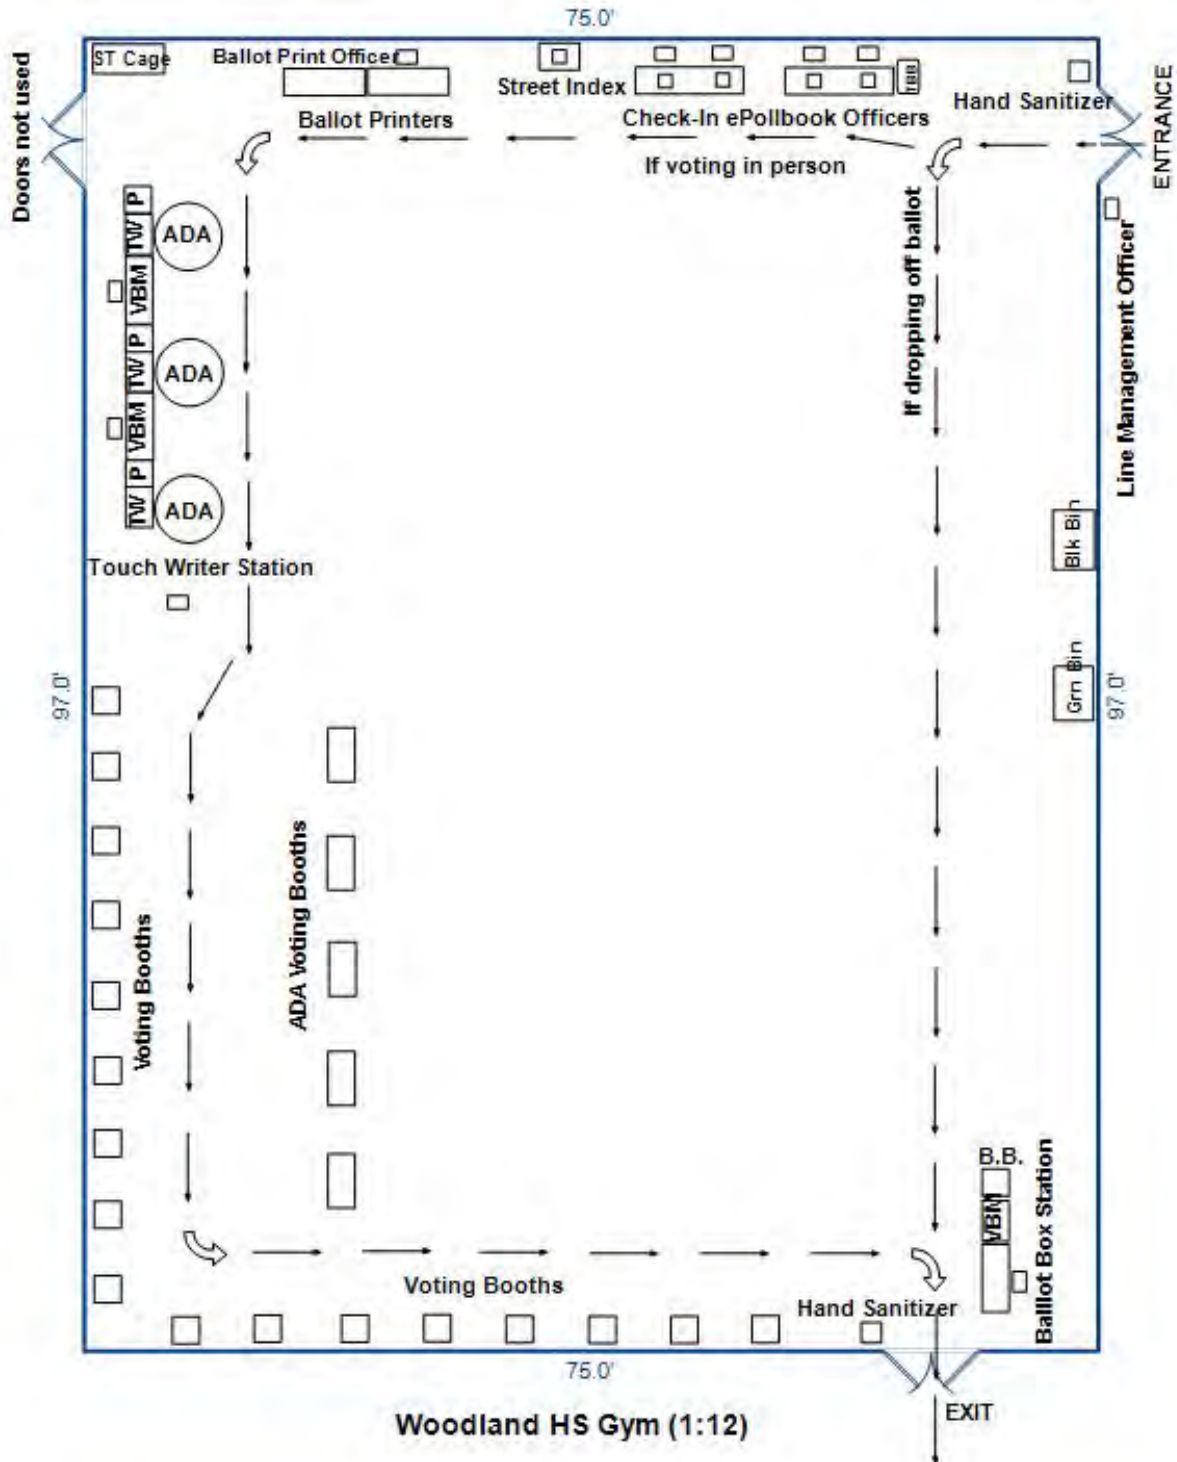 75.0'
ST Cage
Ballot Print Officer
Street Index
Ballot Printers
Check-In ePollbook Officers
TBB
Hand Sanitizer
Doors not used
ENTRANCE
If voting in person
P
TW
ADA
VBM
P
TW
ADA
VBM
P
TW
ADA
If dropping off ballot
Line Management Officer
Blk Bin
Touch Writer Station
Grn Bin
97.0'
97.0'
Voting Booths
ADA Voting Booths
B.B.
VBM
Balllot Box Station
Voting Booths
Hand Sanitizer
75.0'
EXIT
Woodland HS Gym (1:12)